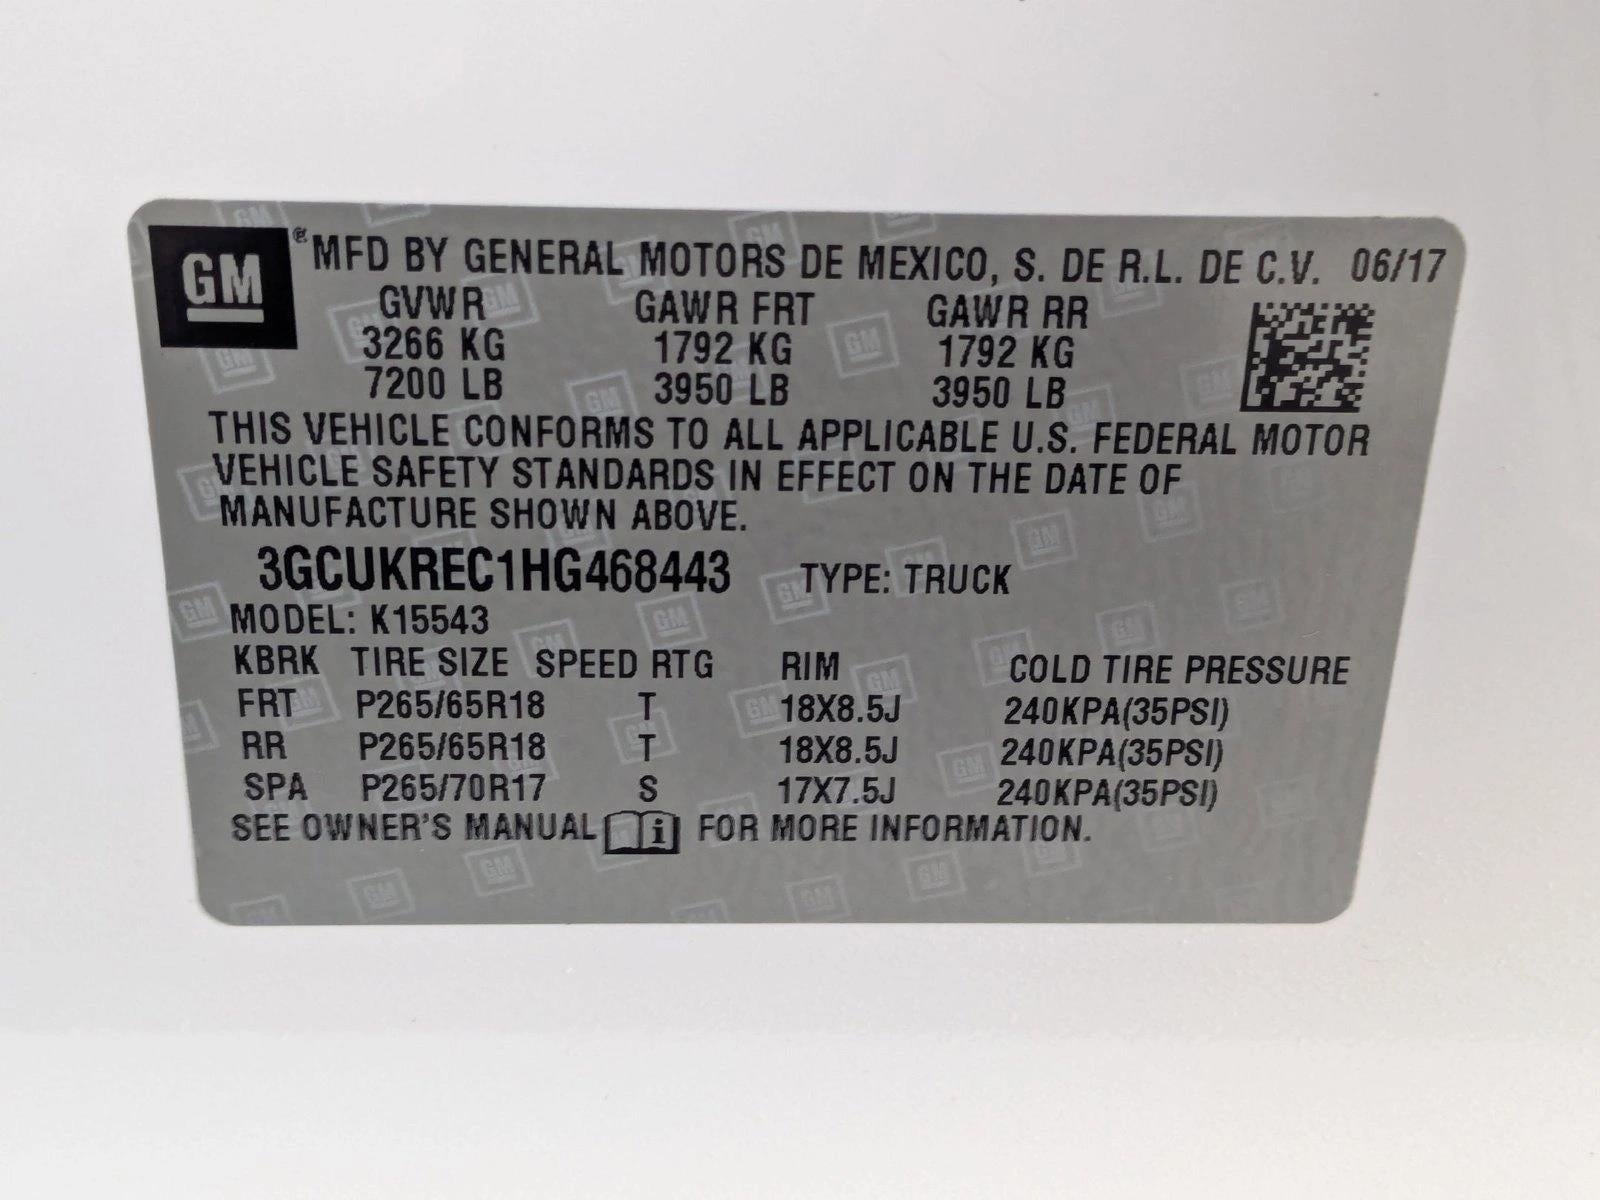 GM® MFD BY GENERAL MOTORS DE MEXICO, S. DE R.L. DE C.V. 06/17
GVWR GAWR FRT GAWR RR
3266 KG 1792 KG 1792 KG
7200 LB 3950 LB 3950 LB
THIS VEHICLE CONFORMS TO ALL APPLICABLE U.S. FEDERAL MOTOR
VEHICLE SAFETY STANDARDS IN EFFECT ON THE DATE OF
MANUFACTURE SHOWN ABOVE.
3GCUKREC1HG468443 TYPE: TRUCK
MODEL: K15543
KBRK TIRE SIZE SPEED RTG RIM COLD TIRE PRESSURE
FRT P265/65R18 T 18X8.5J 240KPA(35PSI)
RR P265/65R18 T 18X8.5J 240KPA(35PSI)
SPA P265/70R17 S 17X7.5J 240KPA(35PSI)
SEE OWNER'S MANUAL i FOR MORE INFORMATION.